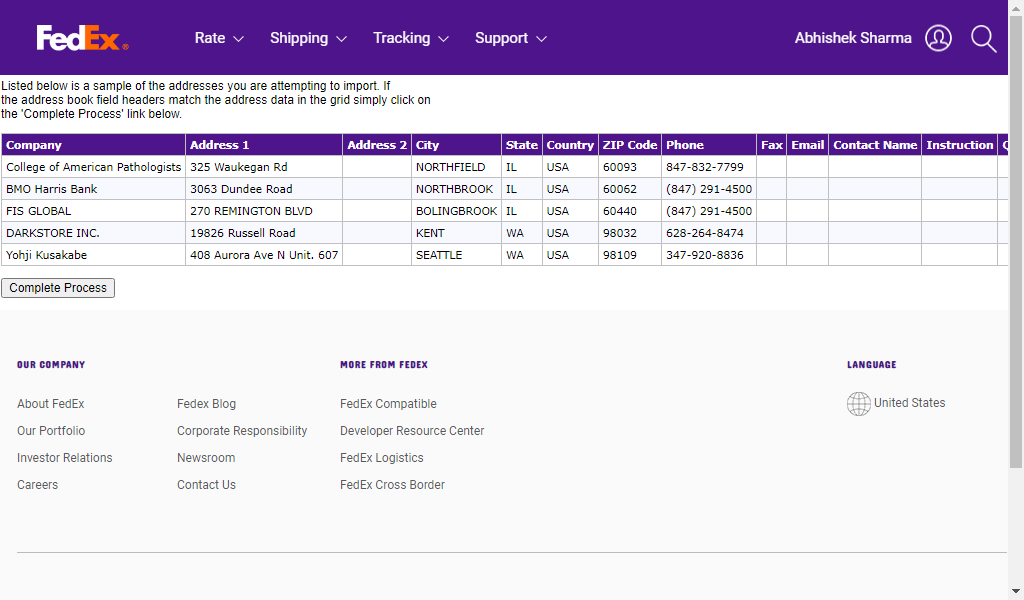 FedEx®
Rate
Shipping
Tracking
Support
Abhishek Sharma
Listed below is a sample of the addresses you are attempting to import. If
the address book field headers match the address data in the grid simply click on
the 'Complete Process' link below.
Company Address 1 Address 2 City State Country ZIP Code Phone Fax Email Contact Name Instruction
College of American Pathologists 325 Waukegan Rd NORTHFIELD IL USA 60093 847-832-7799
BMO Harris Bank 3063 Dundee Road NORTHBROOK IL USA 60062 (847) 291-4500
FIS GLOBAL 270 REMINGTON BLVD BOLINGBROOK IL USA 60440 (847) 291-4500
DARKSTORE INC. 19826 Russell Road KENT WA USA 98032 628-264-8474
Yohji Kusakabe 408 Aurora Ave N Unit. 607 SEATTLE WA USA 98109 347-920-8836
Complete Process
OUR COMPANY
About FedEx
Our Portfolio
Investor Relations
Careers
Fedex Blog
Corporate Responsibility
Newsroom
Contact Us
MORE FROM FEDEX
FedEx Compatible
Developer Resource Center
FedEx Logistics
FedEx Cross Border
LANGUAGE
United States